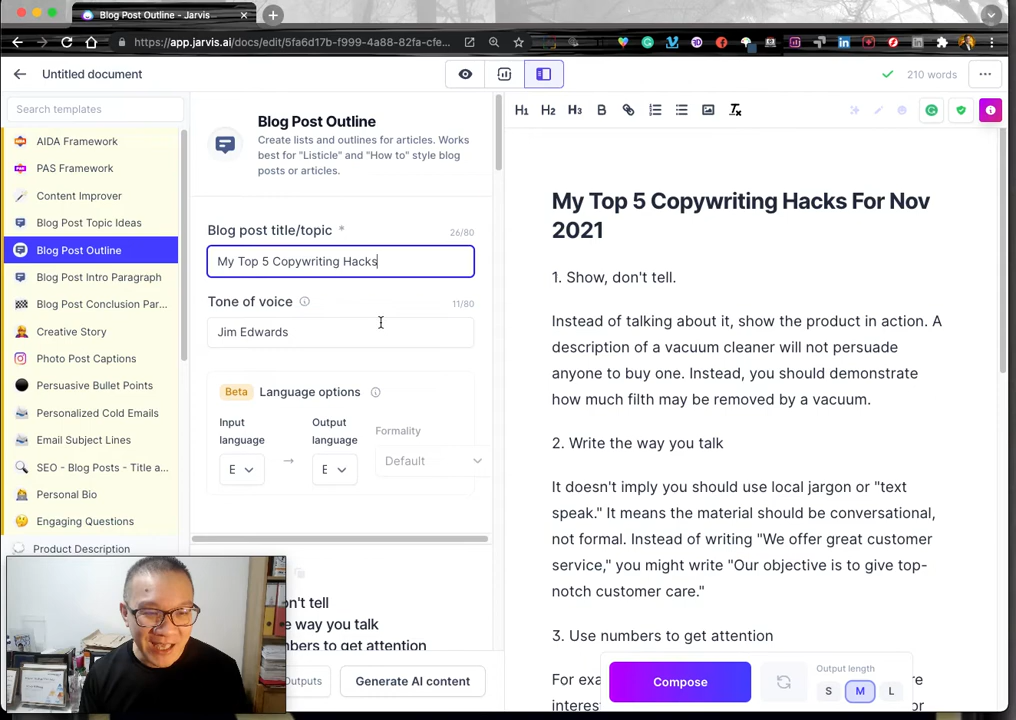 Blog Post Outline - Jarvis
https://app.jarvis.ai/docs/edit/5fa6d17b-f999-4a88-82fa-cfe...
Untitled document
210 words
Search templates
AIDA Framework
PAS Framework
Content Improver
Blog Post Topic Ideas
Blog Post Outline
Blog Post Intro Paragraph
Blog Post Conclusion Par...
Creative Story
Photo Post Captions
Persuasive Bullet Points
Personalized Cold Emails
Email Subject Lines
SEO - Blog Posts - Title a...
Personal Bio
Engaging Questions
Product Description
Blog Post Outline
Create lists and outlines for articles. Works
best for "Listicle" and "How to" style blog
posts or articles.
Blog post title/topic *
26/80
My Top 5 Copywriting Hacks
Tone of voice
11/80
Jim Edwards
Beta Language options
Input
language
Output
language
Formality
E
E
Default
n't tell
e way you talk
nbers to get attention
Outputs
Generate AI content
H1 H2 H3 B
My Top 5 Copywriting Hacks For Nov
2021
1. Show, don't tell.
Instead of talking about it, show the product in action. A
description of a vacuum cleaner will not persuade
anyone to buy one. Instead, you should demonstrate
how much filth may be removed by a vacuum.
2. Write the way you talk
It doesn't imply you should use local jargon or "text
speak." It means the material should be conversational,
not formal. Instead of writing "We offer great customer
service," you might write "Our objective is to give top-
notch customer care."
3. Use numbers to get attention
For exa
re
interes
or
Compose
Output length
S M L